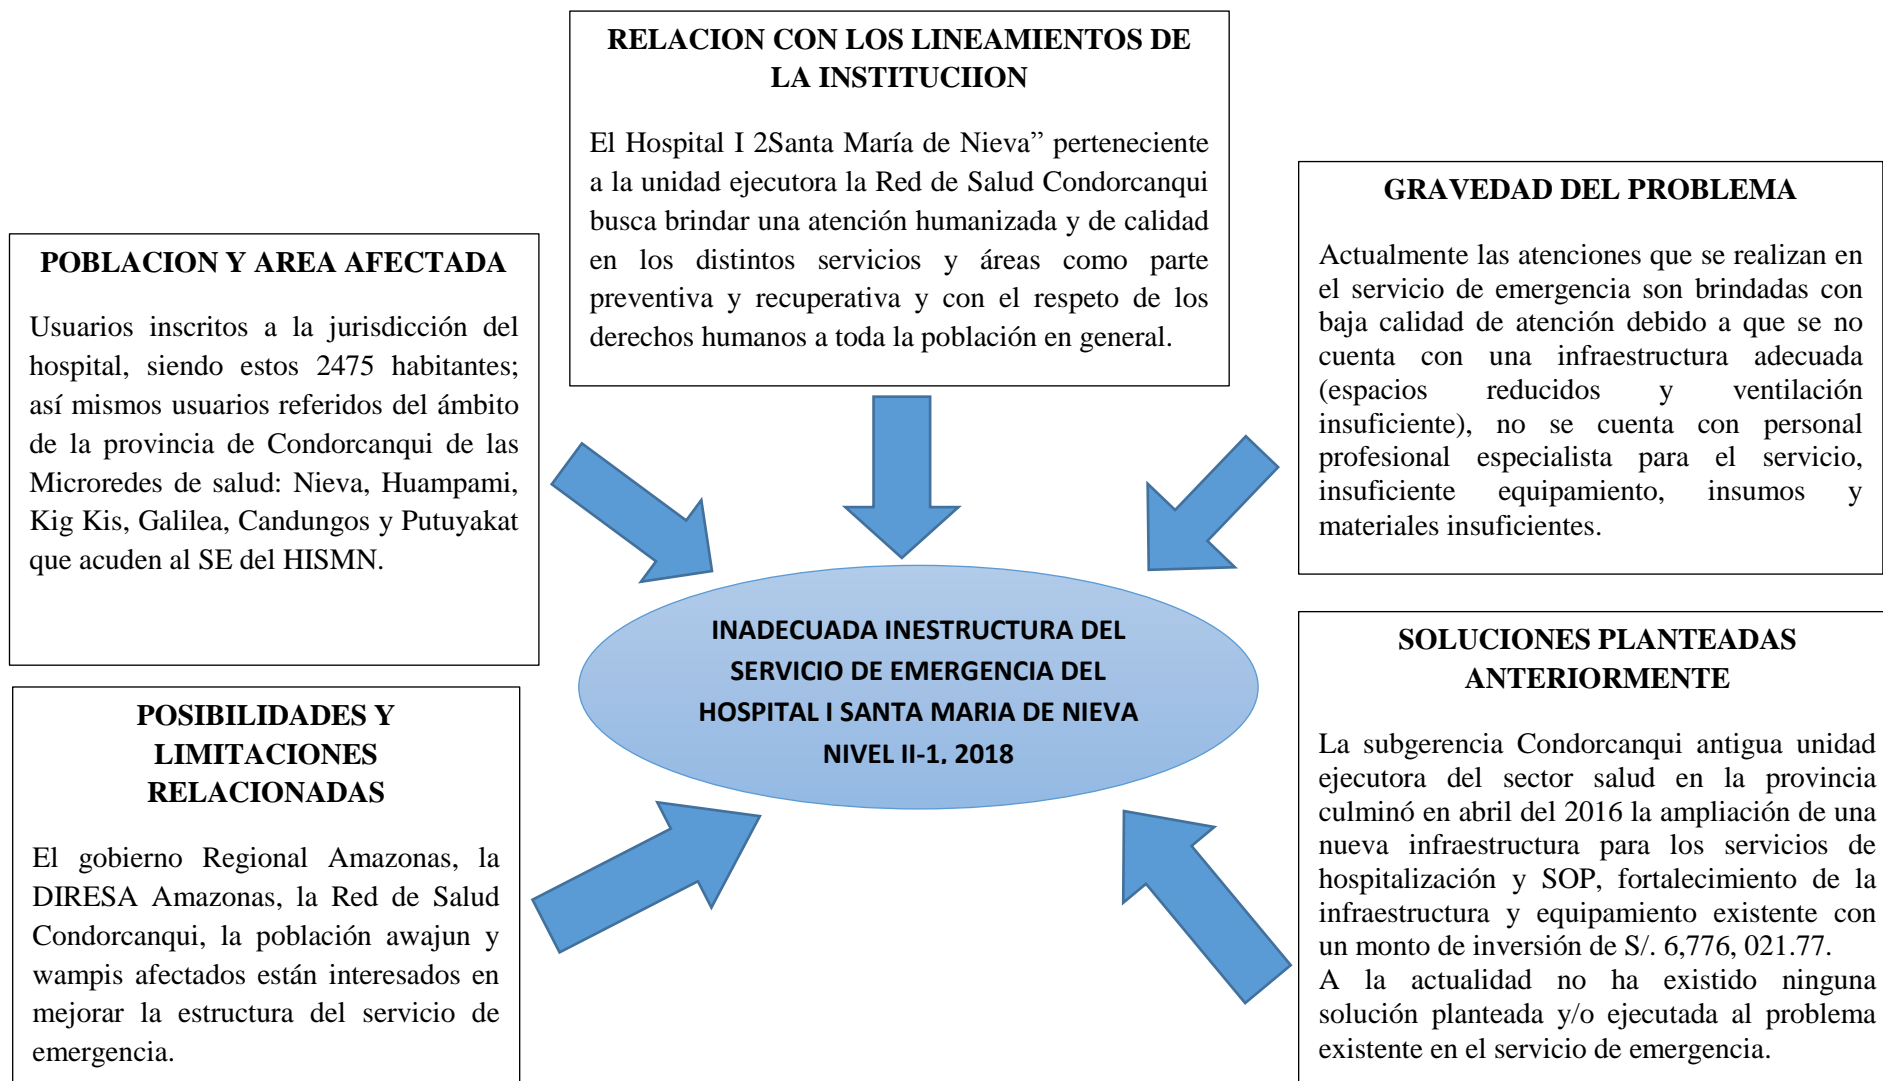 RELACION CON LOS LINEAMIENTOS DE
LA INSTITUCIION
El Hospital I 2Santa María de Nieva” perteneciente
a la unidad ejecutora la Red de Salud Condorcanqui
busca brindar una atención humanizada y de calidad
en los distintos servicios y áreas como parte
preventiva y recuperativa y con el respeto de los
derechos humanos a toda la población en general.
POBLACION Y AREA AFECTADA
Usuarios inscritos a la jurisdicción del
hospital, siendo estos 2475 habitantes;
así mismos usuarios referidos del ámbito
de la provincia de Condorcanqui de las
Microredes de salud: Nieva, Huampami,
Kig Kis, Galilea, Candungos y Putuyakat
que acuden al SE del HISMN.
GRAVEDAD DEL PROBLEMA
Actualmente las atenciones que se realizan en
el servicio de emergencia son brindadas con
baja calidad de atención debido a que se no
cuenta con una infraestructura adecuada
(espacios reducidos y ventilación
insuficiente), no se cuenta con personal
profesional especialista para el servicio,
insuficiente equipamiento, insumos y
materiales insuficientes.
INADECUADA INESTRUCTURA DEL
SERVICIO DE EMERGENCIA DEL
HOSPITAL I SANTA MARIA DE NIEVA
NIVEL II-1, 2018
POSIBILIDADES Y
LIMITACIONES
RELACIONADAS
El gobierno Regional Amazonas, la
DIRESA Amazonas, la Red de Salud
Condorcanqui, la población awajun y
wampis afectados están interesados en
mejorar la estructura del servicio de
emergencia.
SOLUCIONES PLANTEADAS
ANTERIORMENTE
La subgerencia Condorcanqui antigua unidad
ejecutora del sector salud en la provincia
culminó en abril del 2016 la ampliación de una
nueva infraestructura para los servicios de
hospitalización y SOP, fortalecimiento de la
infraestructura y equipamiento existente con
un monto de inversión de S/. 6,776, 021.77.
A la actualidad no ha existido ninguna
solución planteada y/o ejecutada al problema
existente en el servicio de emergencia.